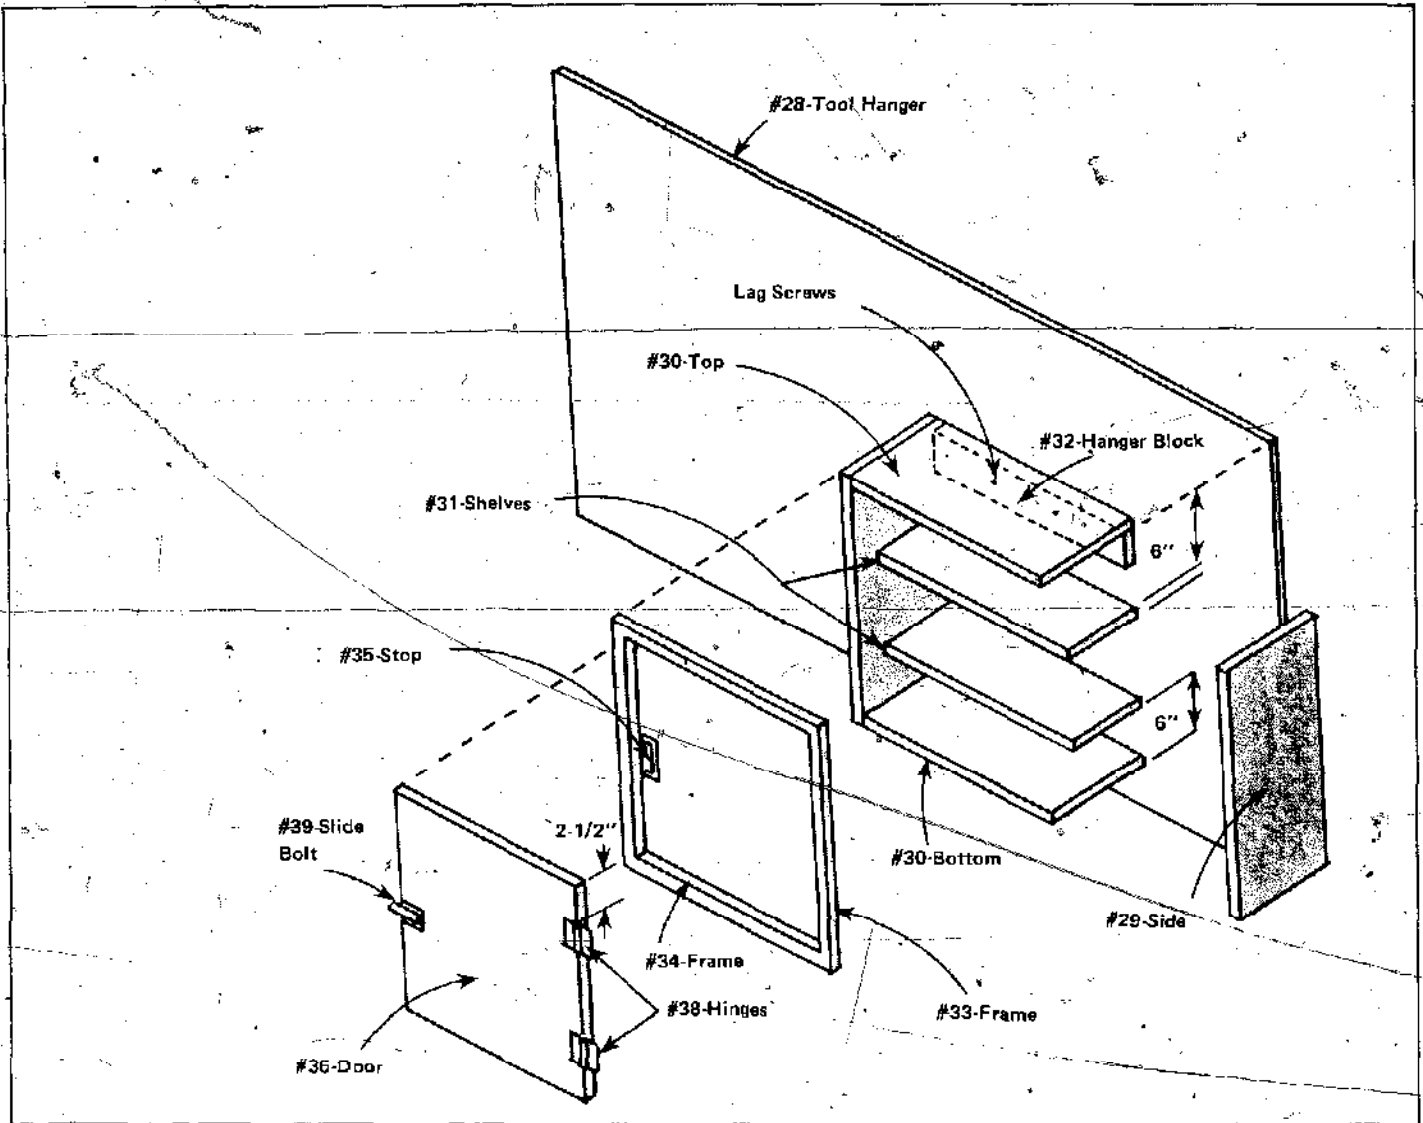 #28-Tool Hanger
Lag Screws
#30-Top
#32-Hanger Block
#31-Shelves
6"
#35-Stop
6"
#39-Slide
Bolt
2-1/2"
#30-Bottom
#29-Side
#34-Frame
#38-Hinges
#33-Frame
#36-Door